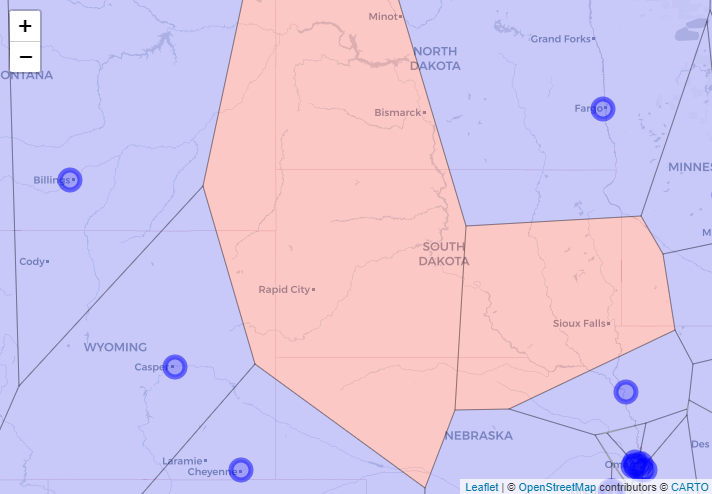 +
−
Minot
NORTH
DAKOTA
Grand Forks
ONTANA
Fargo
Bismarck
MINNES
Billings
SOUTH
DAKOTA
Cody
Rapid City
Sioux Falls
WYOMING
Casper
NEBRASKA
Des
Laramie
Cheyenne
Om
Leaflet | © OpenStreetMap contributors © CARTO